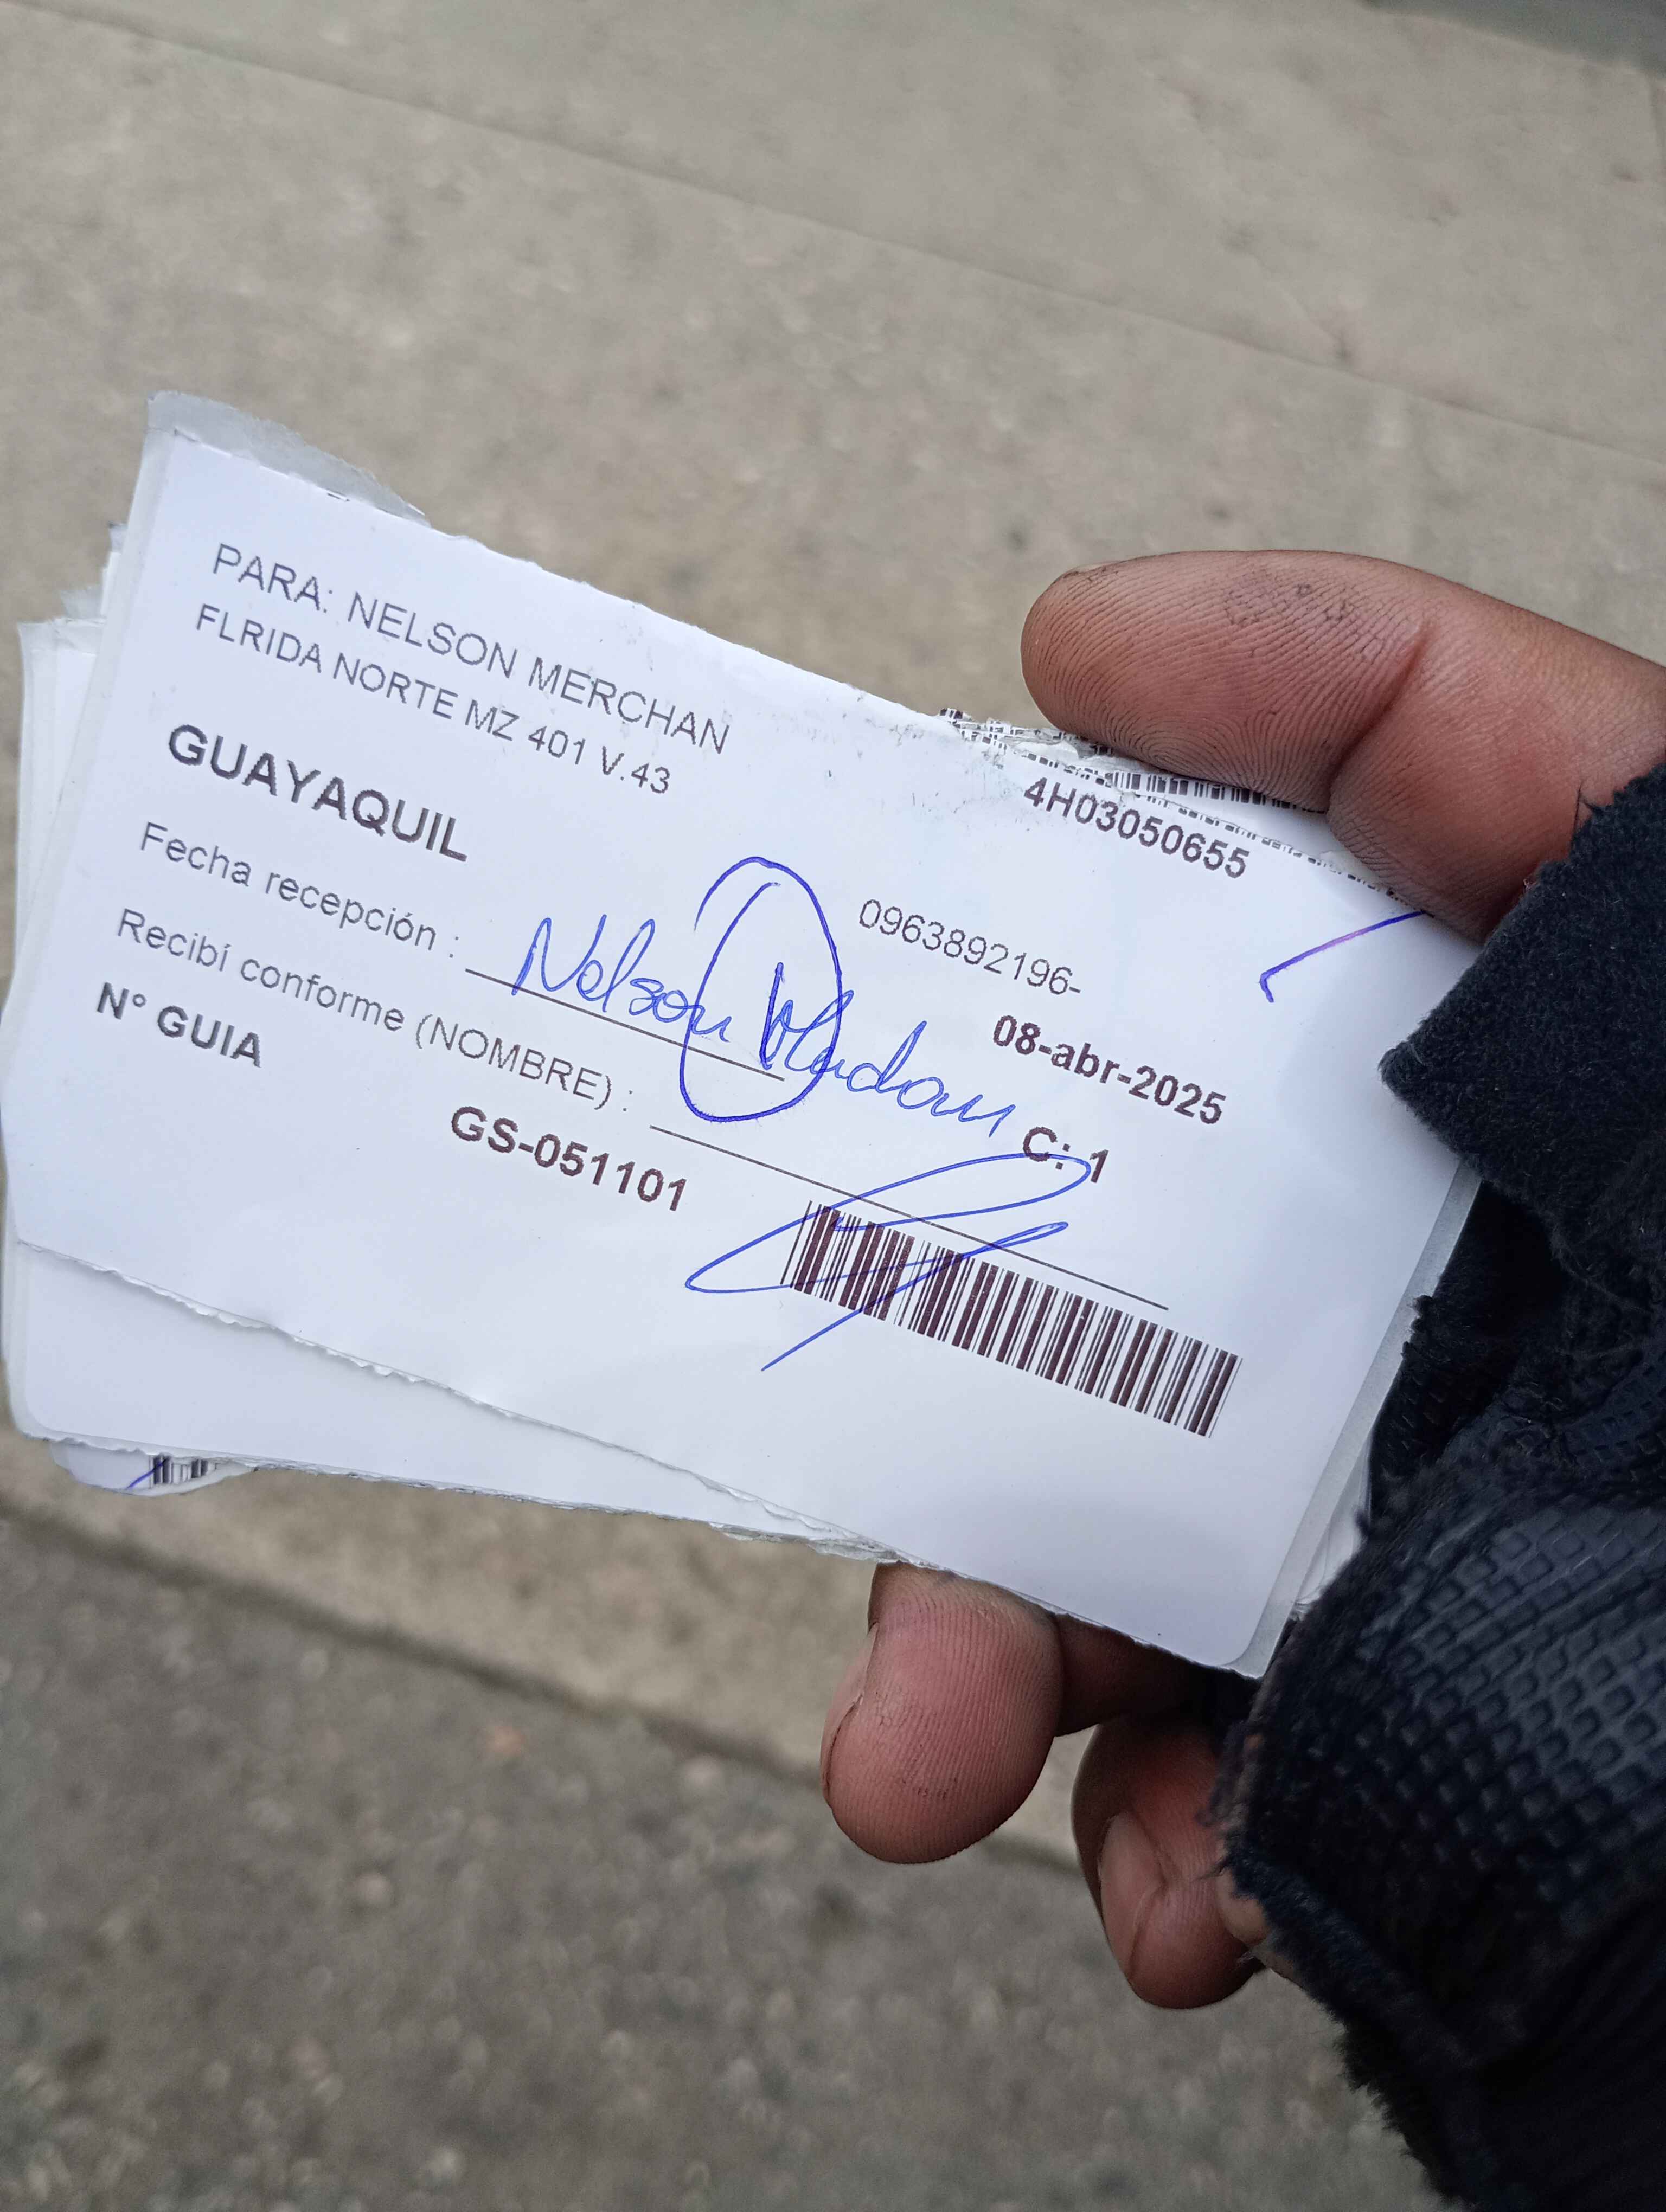 PARA: NELSON MERCHAN
FLRIDA NORTE MZ 401 V.43
4H03050655
GUAYAQUIL
0963892196-
Fecha recepción :
Nelson
08-abr-2025
Recibí conforme (NOMBRE) :
C: 1
N° GUIA
GS-051101